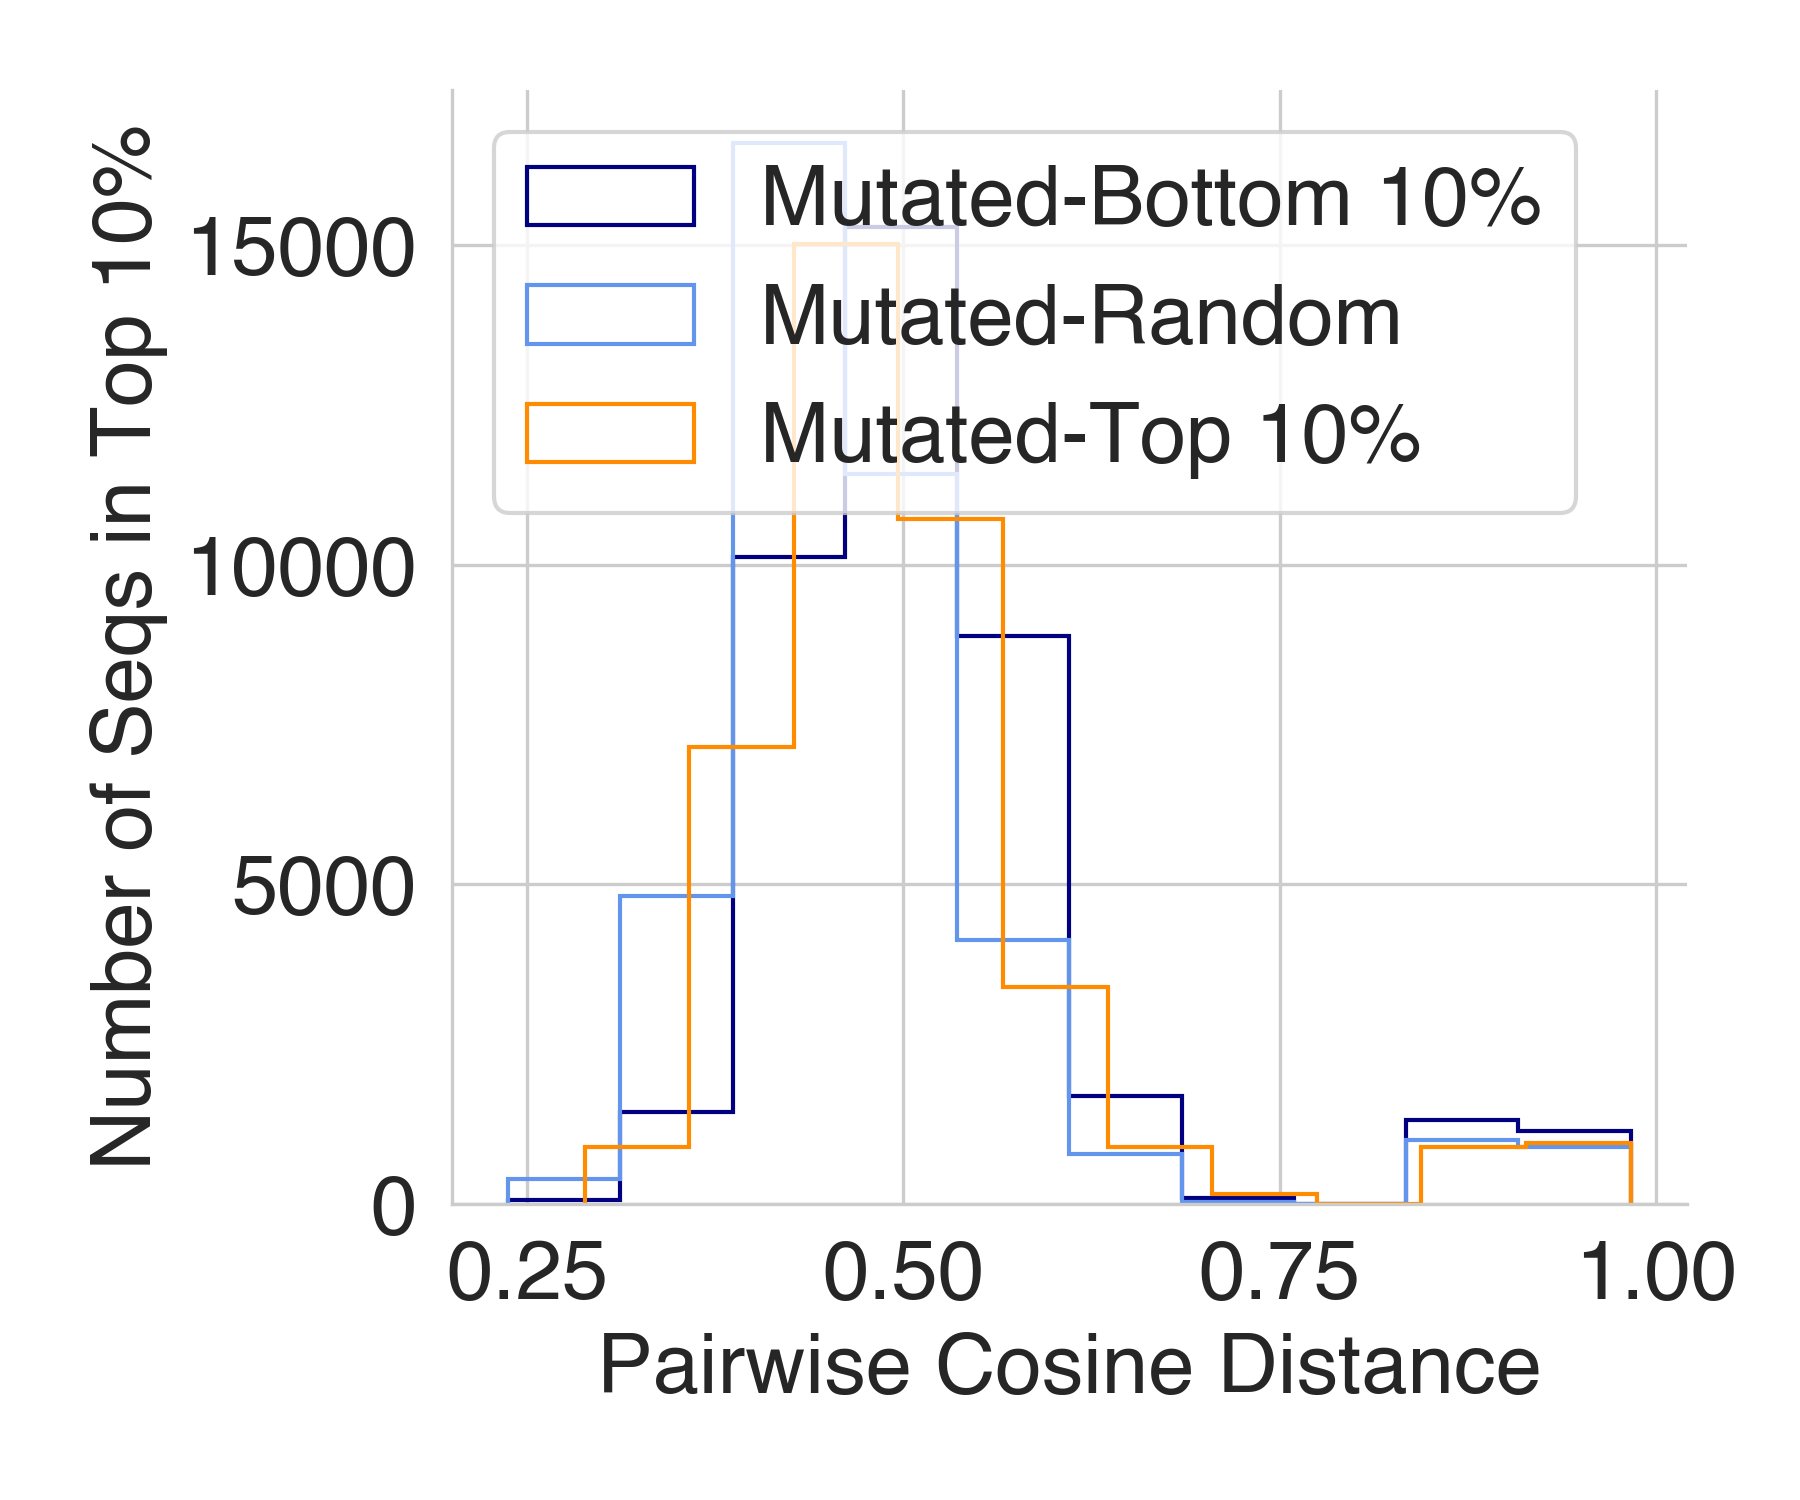 Number of Seqs in Top 10%
15000
10000
5000
0
Mutated-Bottom 10%
Mutated-Random
Mutated-Top 10%
0.25 0.50 0.75 1.00
Pairwise Cosine Distance